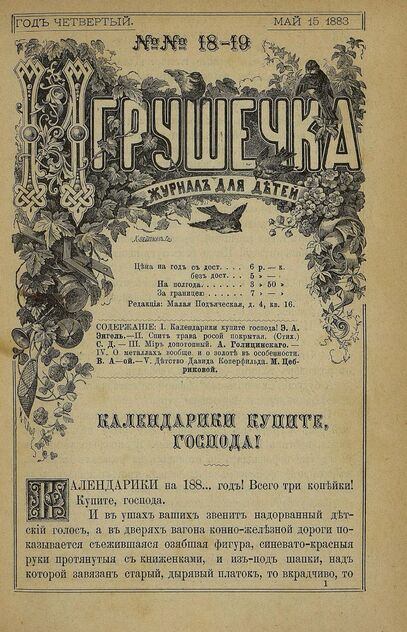 ГОДЪ ЧЕТВЕРТЫЙ.
МАЙ 15 1883
№№ 18-19
ИГРУШЕЧКА
ЖУРНАЛЪ ДЛЯ ДѢТЕЙ
Цѣна на годъ съ дост. . . . . 6 р. — к.
безъ дост. . . . 5 » — »
На полгода. . . . . . . 3 » 50 »
За границею . . . . . . 7 » — »
Редакція: Малая Подъяческая, д. 4, кв. 16.
СОДЕРЖАНІЕ: I. Календарики купите господа! Э. А.
Энгель.—II. Спитъ трава росой покрытая. (Стих.)
С. Д. — III. Міръ допотопный. А. Голицинскаго. —
IV. О металлахъ вообще и о золотѣ въ особенности.
В. А—ой.—V. Дѣтство Давида Коперфильда. М. Цеб-
риковой.
КАЛЕНДАРИКИ КУПИТЕ,
ГОСПОДА!
КАЛЕНДАРИКИ на 188... годъ! Всего три копѣйки!
Купите, господа.
И въ ушахъ вашихъ звенитъ надорванный дѣт-
скій голосъ, а въ дверяхъ вагона конно-желѣзной дороги по-
казывается съежившаяся озябшая фигура, синевато-красныя
руки протянутыя съ книженками, и изъ-подъ шапки, надъ
которой завязанъ старый, дырявый платокъ, то вкрадчиво, то
1